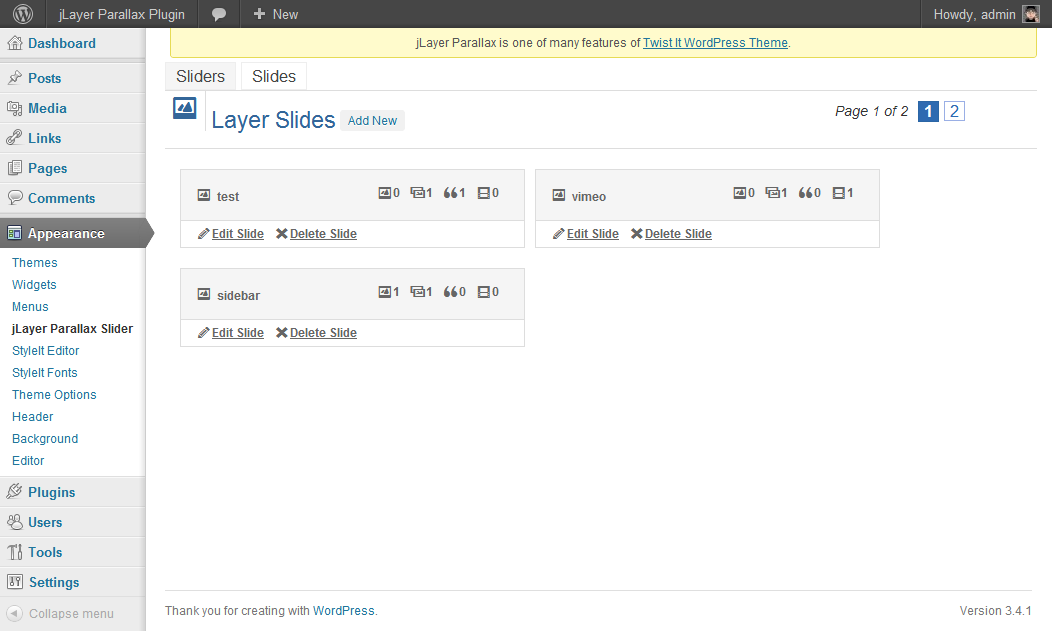 jLayer Parallax Plugin New Howdy, admin
jLayer Parallax is one of many features of Twist It WordPress Theme.
Dashboard
Posts
Media
Links
Pages
Comments
Appearance
Themes
Widgets
Menus
jLayer Parallax Slider
StyleIt Editor
StyleIt Fonts
Theme Options
Header
Background
Editor
Plugins
Users
Tools
Settings
Collapse menu
Sliders Slides
Layer Slides Add New Page 1 of 2 1 2
test 0 1 1 0
Edit Slide Delete Slide
vimeo 0 1 0 1
Edit Slide Delete Slide
sidebar 1 1 0 0
Edit Slide Delete Slide
Thank you for creating with WordPress. Version 3.4.1